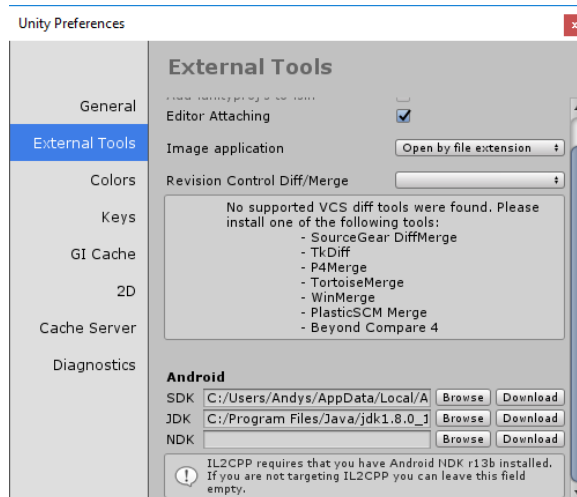 Unity Preferences
x
External Tools
General
External Tools
Colors
Keys
GI Cache
2D
Cache Server
Diagnostics
Editor Attaching
Image application Open by file extension
Revision Control Diff/Merge
No supported VCS diff tools were found. Please
install one of the following tools:
- SourceGear DiffMerge
- TkDiff
- P4Merge
- TortoiseMerge
- WinMerge
- PlasticSCM Merge
- Beyond Compare 4
Android
SDK C:/Users/Andys/AppData/Local/A Browse Download
JDK C:/Program Files/Java/jdk1.8.0_1 Browse Download
NDK Browse Download
IL2CPP requires that you have Android NDK r13b installed.
If you are not targeting IL2CPP you can leave this field
empty.